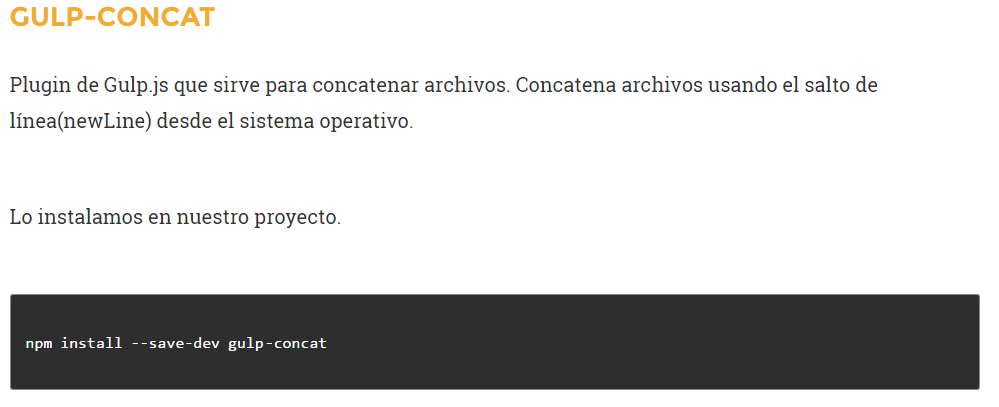 GULP-CONCAT
Plugin de Gulp.js que sirve para concatenar archivos. Concatena archivos usando el salto de
línea(newLine) desde el sistema operativo.
Lo instalamos en nuestro proyecto.
npm install --save-dev gulp-concat